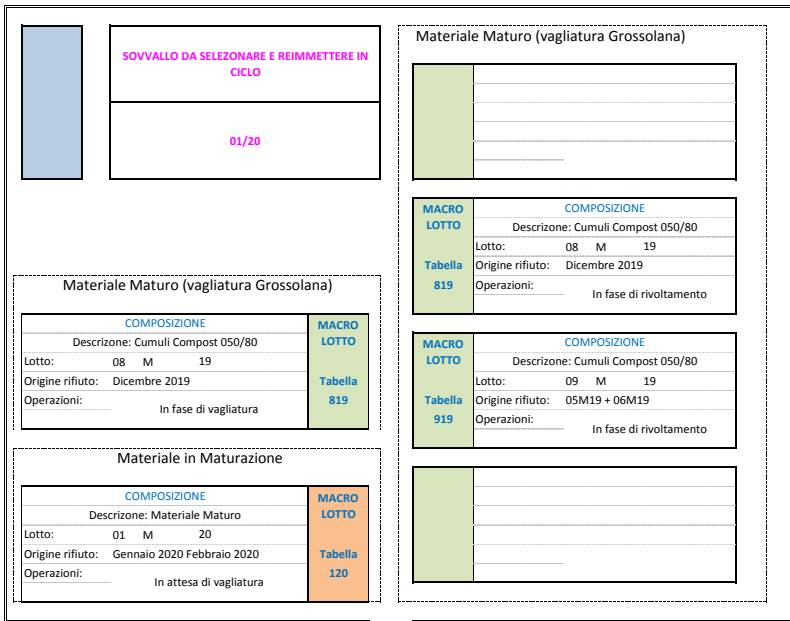 SOVVALLO DA SELEZONARE E REIMMETTERE IN
CICLO
01/20
Materiale Maturo (vagliatura Grossolana)
COMPOSIZIONE
Descrizone: Cumuli Compost 050/80
Lotto: 08 M 19
Origine rifiuto: Dicembre 2019
Operazioni:
In fase di vagliatura
MACRO
LOTTO
Tabella
819
Materiale in Maturazione
COMPOSIZIONE
Descrizone: Materiale Maturo
Lotto: 01 M 20
Origine rifiuto: Gennaio 2020 Febbraio 2020
Operazioni:
In attesa di vagliatura
MACRO
LOTTO
Tabella
120
Materiale Maturo (vagliatura Grossolana)
MACRO
LOTTO
Tabella
819
COMPOSIZIONE
Descrizone: Cumuli Compost 050/80
Lotto: 08 M 19
Origine rifiuto: Dicembre 2019
Operazioni:
In fase di rivoltamento
MACRO
LOTTO
Tabella
919
COMPOSIZIONE
Descrizone: Cumuli Compost 050/80
Lotto: 09 M 19
Origine rifiuto: 05M19 + 06M19
Operazioni:
In fase di rivoltamento